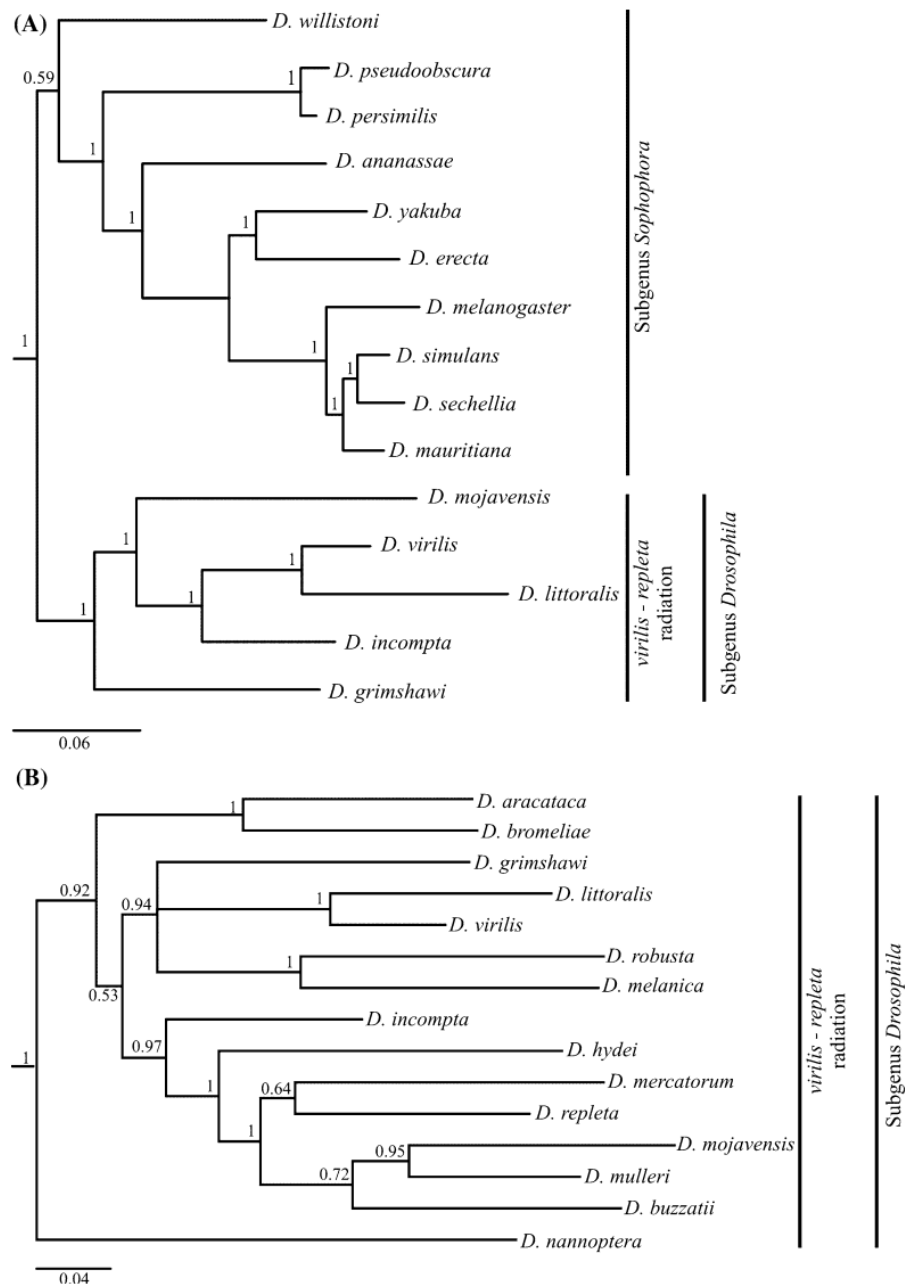 (A)
D. willistoni
0.59
1
D. pseudoobscura
D. persimilis
1
D. ananassae
1
D. yakuba
1
D. erecta
D. melanogaster
1
D. simulans
1
D. sechellia
1
D. mauritiana
1
Subgenus Sophophora
D. mojavensis
1
D. virilis
1
D. littoralis
1
D. incompta
1
D. grimshawi
virilis - repleta
radiation
Subgenus Drosophila
0.06
(B)
D. aracataca
1
D. bromeliae
D. grimshawi
0.92
D. littoralis
1
0.94
D. virilis
D. robusta
1
D. melanica
0.53
D. incompta
0.97
D. hydei
1
D. mercatorum
0.64
D. repleta
1
D. mojavensis
0.95
D. mulleri
0.72
D. buzzatii
1
D. nannoptera
virilis - repleta
radiation
Subgenus Drosophila
0.04